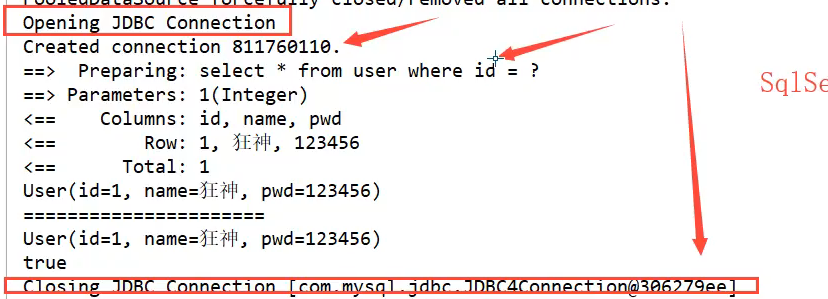 PooledDataSource forcefully closed/removed all connections.
Opening JDBC Connection
Created connection 811760110.
==>  Preparing: select * from user where id = ?
==> Parameters: 1(Integer)
<==    Columns: id, name, pwd
<==        Row: 1, 狂神, 123456
<==      Total: 1
User(id=1, name=狂神, pwd=123456)
======================
User(id=1, name=狂神, pwd=123456)
true
Closing JDBC Connection [com.mysql.jdbc.JDBC4Connection@306279ee]
SqlSe